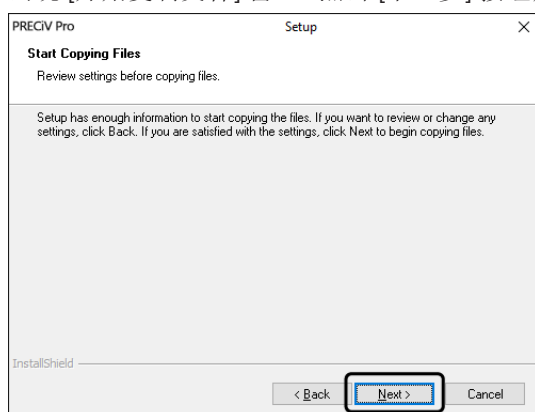 PRECiV Pro Setup
Start Copying Files
Review settings before copying files.
Setup has enough information to start copying the files. If you want to review or change any
settings, click Back. If you are satisfied with the settings, click Next to begin copying files.
InstallShield
< Back Next > Cancel